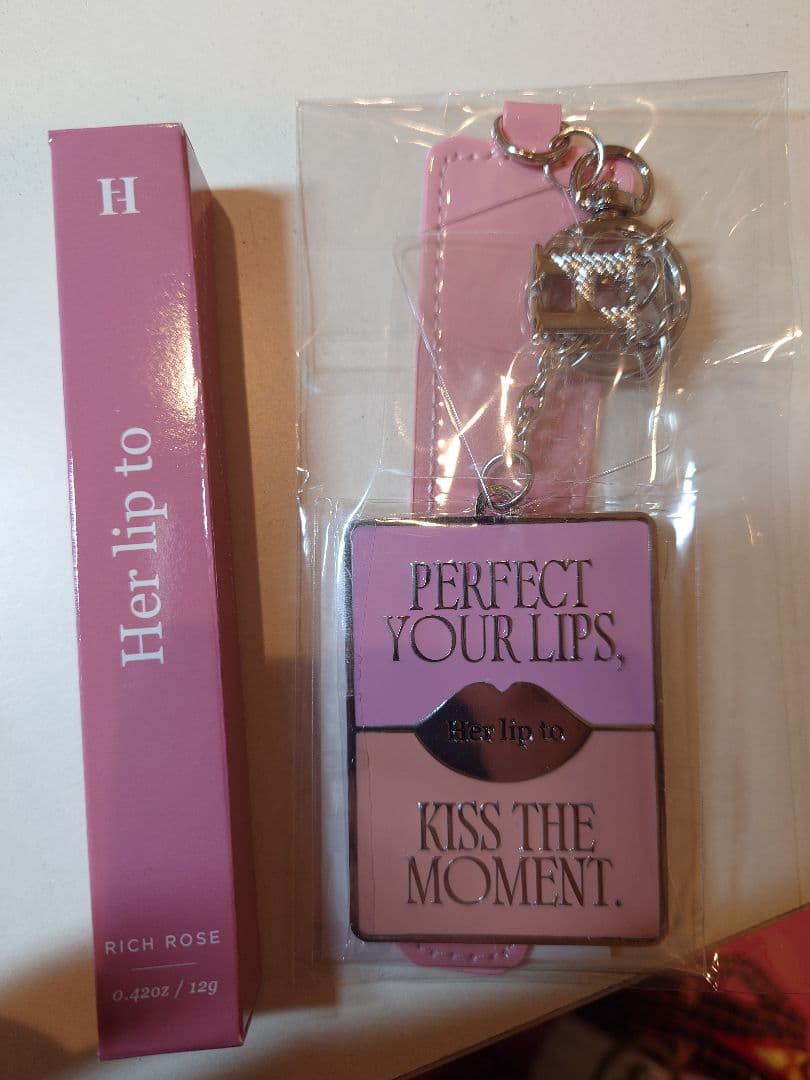 H
Her lip to
RICH ROSE
0.42oz / 12g
PERFECT
YOUR LIPS,
Her lip to
KISS THE
MOMENT.